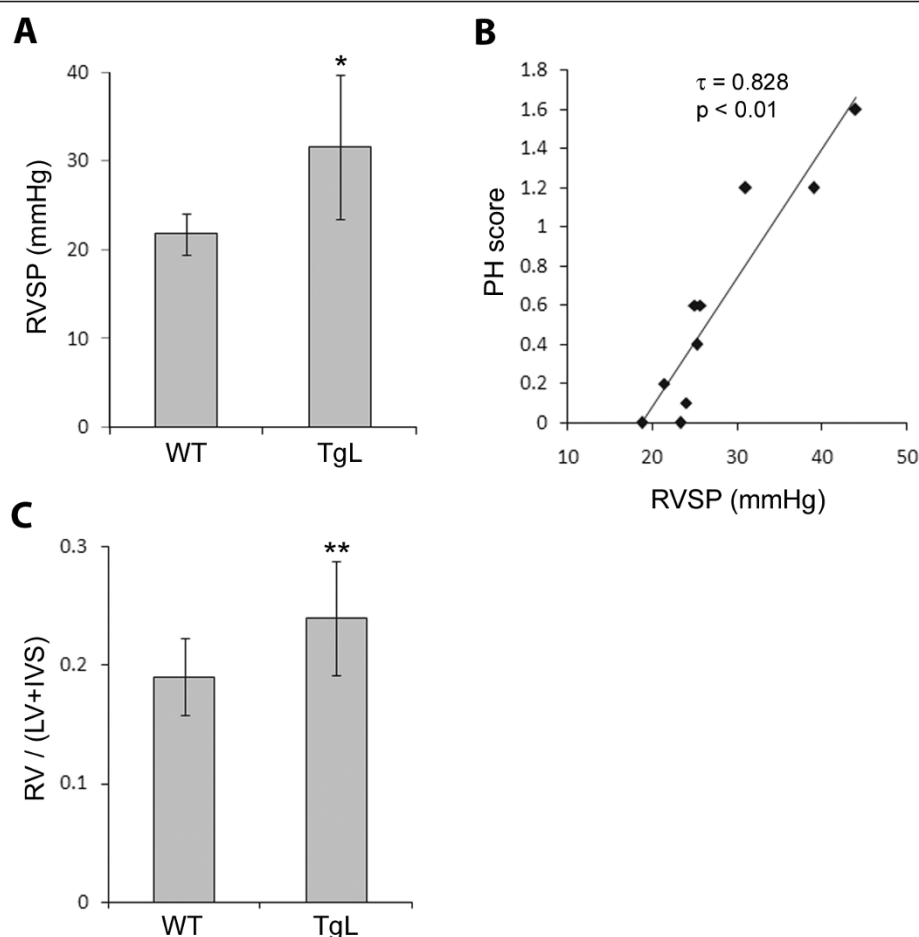 A
RVSP (mmHg)
40
30
20
10
0
*
WT TgL
B
PH score
1.8
1.6
1.4
1.2
1
0.8
0.6
0.4
0.2
0
τ = 0.828
p < 0.01
10 20 30 40 50
RVSP (mmHg)
C
RV / (LV+IVS)
0.3
0.2
0.1
0
**
WT TgL